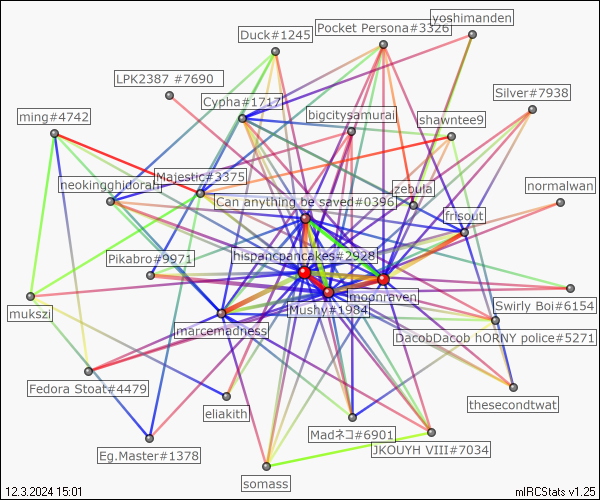 yoshimanden
Pocket Persona#3326
Duck#1245
LPK2387 #7690
Silver#7938
Cypha#1717
bigcitysamurai
ming#4742
shawntee9
Majestic#3375
neokingghidorah
zebula
normalwan
Can anything be saved#0396
frisout
hispancpancakes#2928
Pikabro#9971
moonraven
Swirly Boi#6154
mukszi
Mushy#1984
marcemadness
DacobDacob hORNY police#5271
Fedora Stoat#4479
thesecondtwat
eliakith
Madネコ#6901
JKOUYH VIII#7034
Eg.Master#1378
somass
12.3.2024 15:01
mIRCStats v1.25